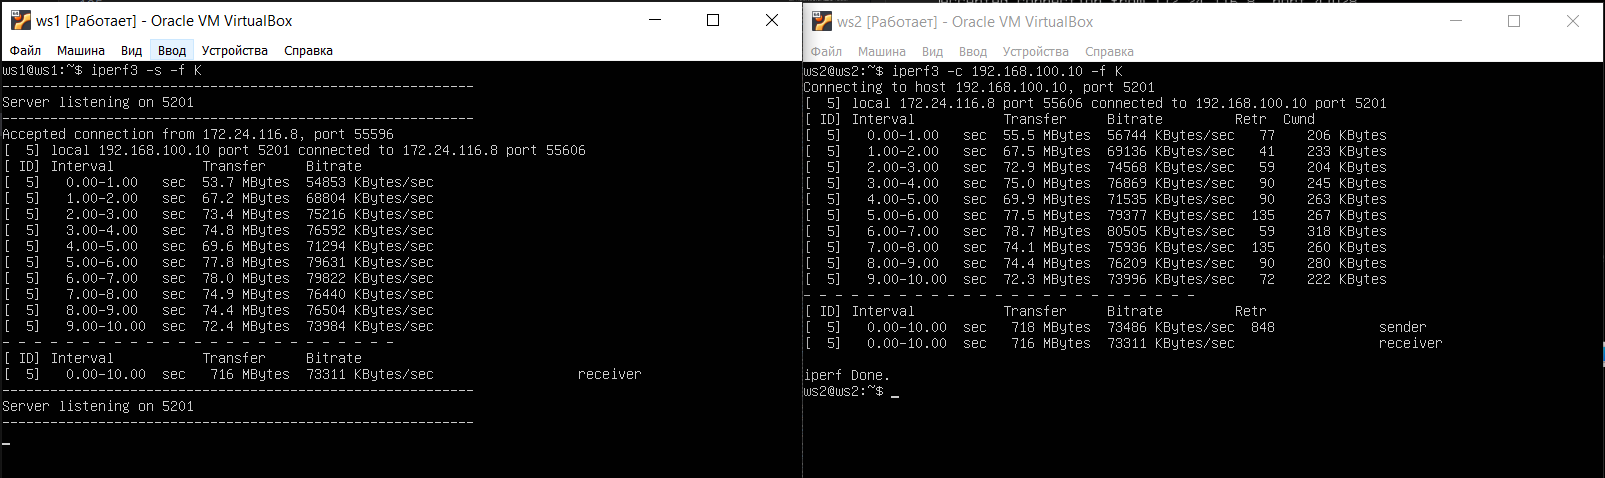 ws1 [Работает] - Oracle VM VirtualBox
Файл Машина Вид Ввод Устройства Справка
ws1@ws1:~$ iperf3 -s -f K
-----------------------------------------------------------
Server listening on 5201
-----------------------------------------------------------
Accepted connection from 172.24.116.8, port 55596
[  5] local 192.168.100.10 port 5201 connected to 172.24.116.8 port 55606
[ ID] Interval           Transfer     Bitrate
[  5]   0.00-1.00   sec  53.7 MBytes  54853 KBytes/sec
[  5]   1.00-2.00   sec  67.2 MBytes  68804 KBytes/sec
[  5]   2.00-3.00   sec  73.4 MBytes  75216 KBytes/sec
[  5]   3.00-4.00   sec  74.8 MBytes  76592 KBytes/sec
[  5]   4.00-5.00   sec  69.6 MBytes  71294 KBytes/sec
[  5]   5.00-6.00   sec  77.8 MBytes  79631 KBytes/sec
[  5]   6.00-7.00   sec  78.0 MBytes  79822 KBytes/sec
[  5]   7.00-8.00   sec  74.9 MBytes  76440 KBytes/sec
[  5]   8.00-9.00   sec  74.4 MBytes  76504 KBytes/sec
[  5]   9.00-10.00  sec  72.4 MBytes  73984 KBytes/sec
- - - - - - - - - - - - - - - - - - - - - - - - -
[ ID] Interval           Transfer     Bitrate
[  5]   0.00-10.00  sec   716 MBytes  73311 KBytes/sec                  receiver
-----------------------------------------------------------
Server listening on 5201
-----------------------------------------------------------
ws2 [Работает] - Oracle VM VirtualBox
Файл Машина Вид Ввод Устройства Справка
ws2@ws2:~$ iperf3 -c 192.168.100.10 -f K
Connecting to host 192.168.100.10, port 5201
[  5] local 172.24.116.8 port 55606 connected to 192.168.100.10 port 5201
[ ID] Interval           Transfer     Bitrate         Retr  Cwnd
[  5]   0.00-1.00   sec  55.5 MBytes  56744 KBytes/sec   77    206 KBytes
[  5]   1.00-2.00   sec  67.5 MBytes  69136 KBytes/sec   41    233 KBytes
[  5]   2.00-3.00   sec  72.9 MBytes  74568 KBytes/sec   59    204 KBytes
[  5]   3.00-4.00   sec  75.0 MBytes  76869 KBytes/sec   90    245 KBytes
[  5]   4.00-5.00   sec  69.9 MBytes  71535 KBytes/sec   90    263 KBytes
[  5]   5.00-6.00   sec  77.5 MBytes  79377 KBytes/sec  135    267 KBytes
[  5]   6.00-7.00   sec  78.7 MBytes  80505 KBytes/sec   59    318 KBytes
[  5]   7.00-8.00   sec  74.1 MBytes  75936 KBytes/sec  135    260 KBytes
[  5]   8.00-9.00   sec  74.4 MBytes  76209 KBytes/sec   90    280 KBytes
[  5]   9.00-10.00  sec  72.3 MBytes  73996 KBytes/sec   72    222 KBytes
- - - - - - - - - - - - - - - - - - - - - - - - -
[ ID] Interval           Transfer     Bitrate         Retr
[  5]   0.00-10.00  sec   718 MBytes  73486 KBytes/sec  848             sender
[  5]   0.00-10.00  sec   716 MBytes  73311 KBytes/sec                  receiver
iperf Done.
ws2@ws2:~$ _